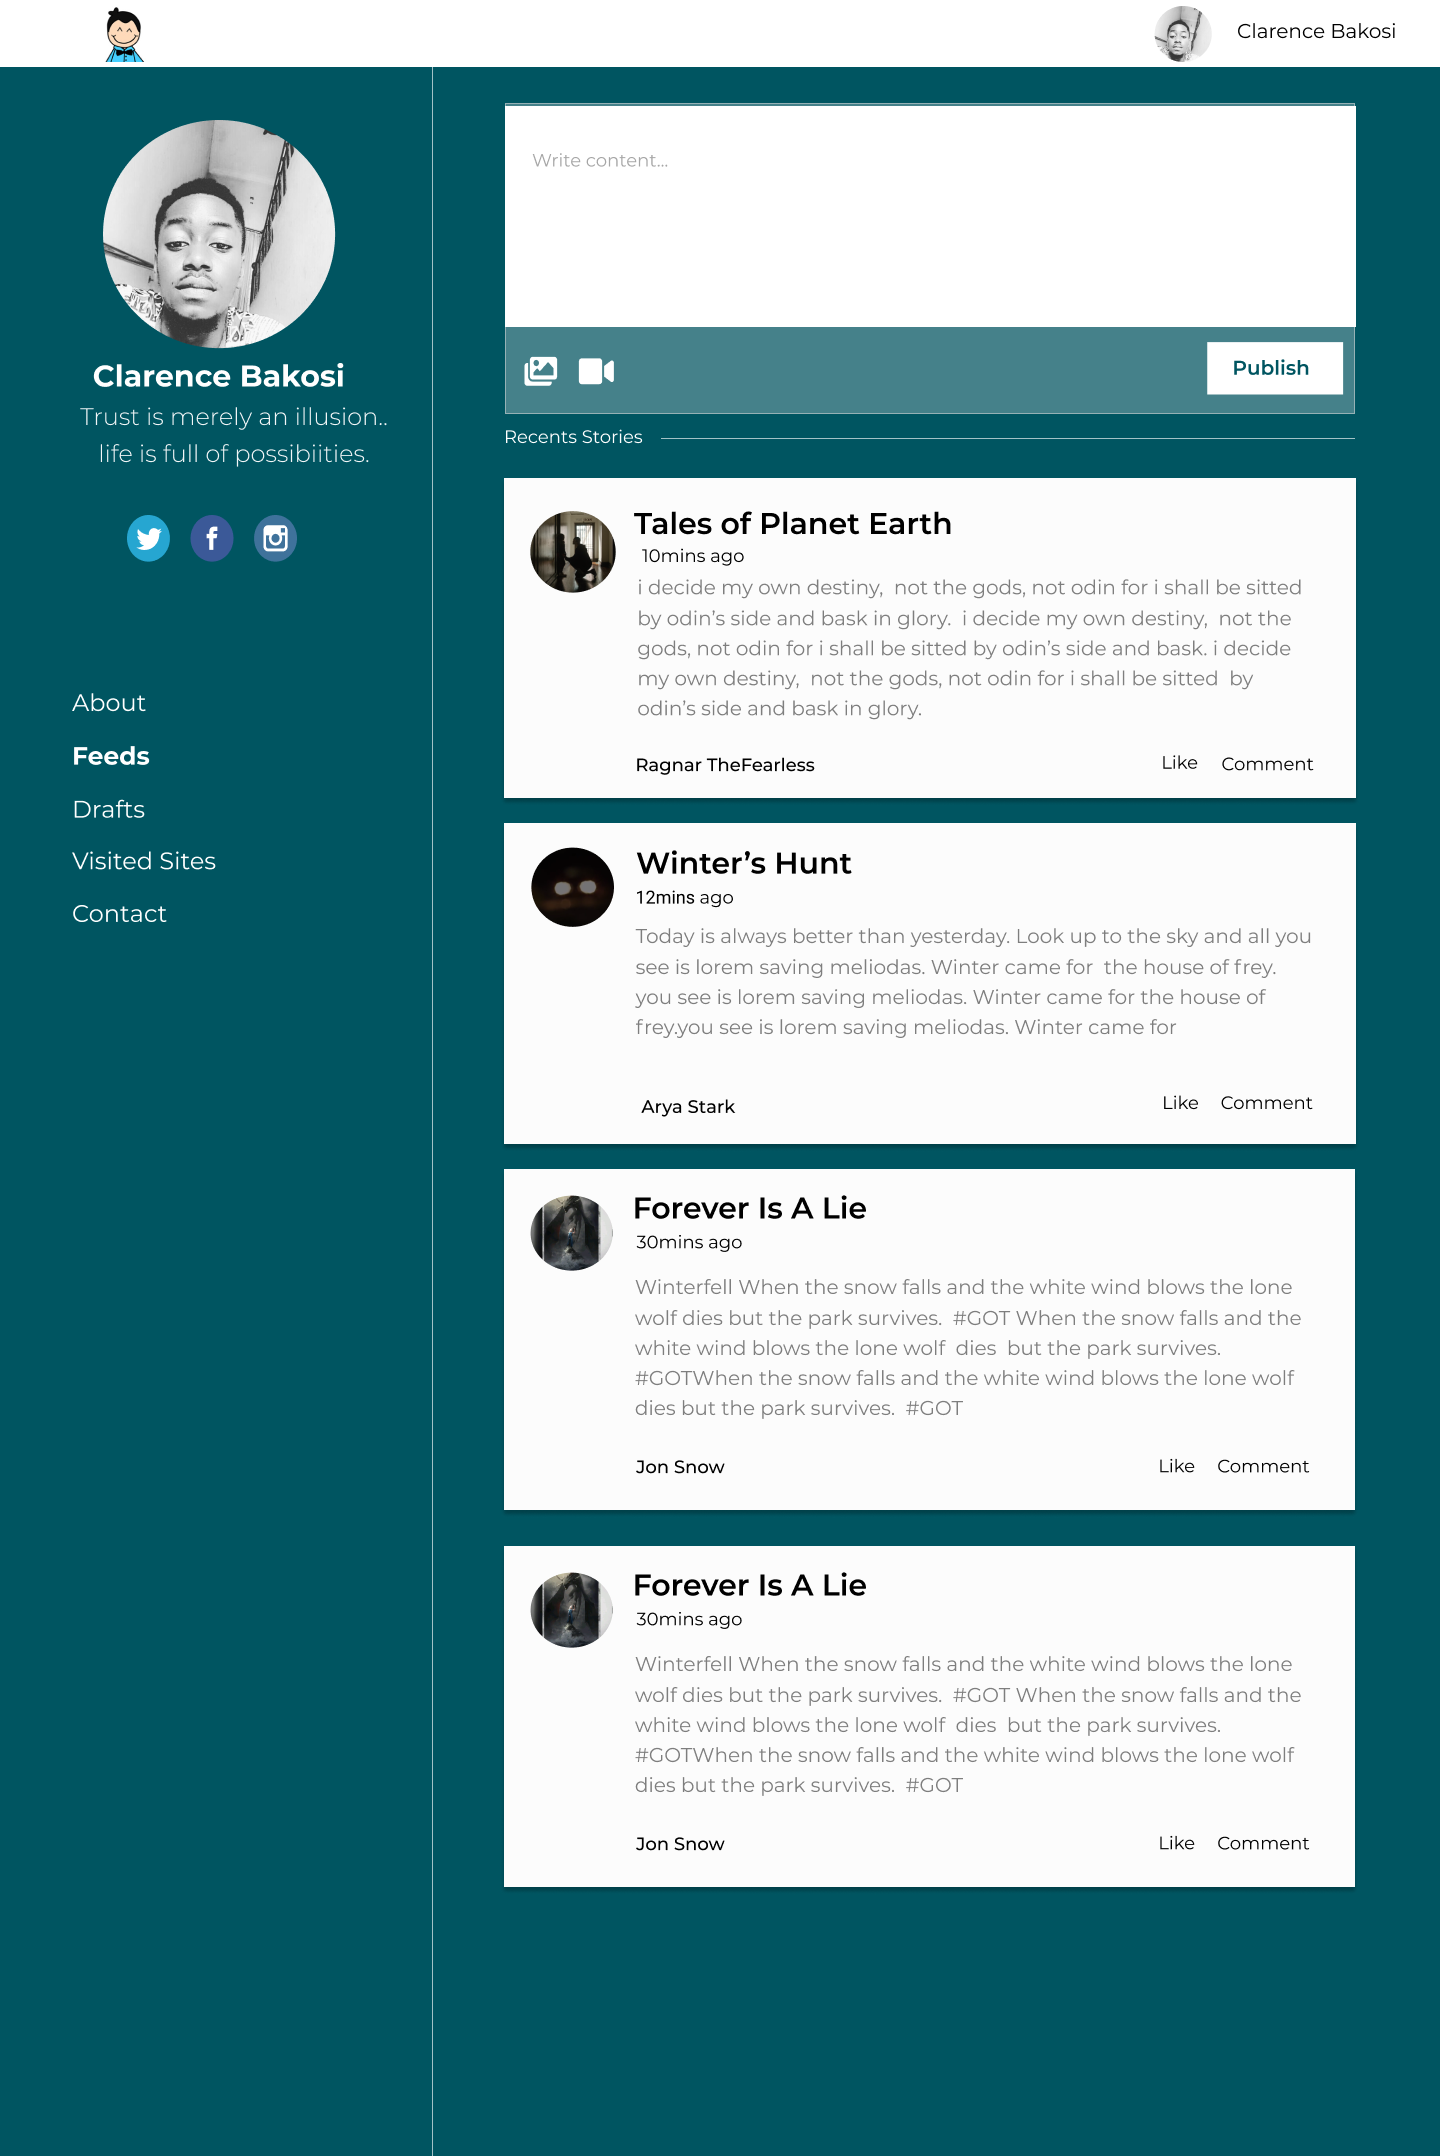 Clarence Bakosi
Clarence Bakosi
Trust is merely an illusion..
life is full of possibiities.
About
Feeds
Drafts
Visited Sites
Contact
Write content...
Publish
Recents Stories
Tales of Planet Earth
10mins ago
i decide my own destiny,  not the gods, not odin for i shall be sitted
by odin’s side and bask in glory.  i decide my own destiny,  not the
gods, not odin for i shall be sitted by odin’s side and bask. i decide
my own destiny,  not the gods, not odin for i shall be sitted  by
odin’s side and bask in glory.
Ragnar TheFearless
Like Comment
Winter’s Hunt
12mins ago
Today is always better than yesterday. Look up to the sky and all you
see is lorem saving meliodas. Winter came for  the house of frey.
you see is lorem saving meliodas. Winter came for the house of
frey.you see is lorem saving meliodas. Winter came for
Arya Stark
Like Comment
Forever Is A Lie
30mins ago
Winterfell When the snow falls and the white wind blows the lone
wolf dies but the park survives.  #GOT When the snow falls and the
white wind blows the lone wolf  dies  but the park survives.
#GOTWhen the snow falls and the white wind blows the lone wolf
dies but the park survives.  #GOT
Jon Snow
Like Comment
Forever Is A Lie
30mins ago
Winterfell When the snow falls and the white wind blows the lone
wolf dies but the park survives.  #GOT When the snow falls and the
white wind blows the lone wolf  dies  but the park survives.
#GOTWhen the snow falls and the white wind blows the lone wolf
dies but the park survives.  #GOT
Jon Snow
Like Comment